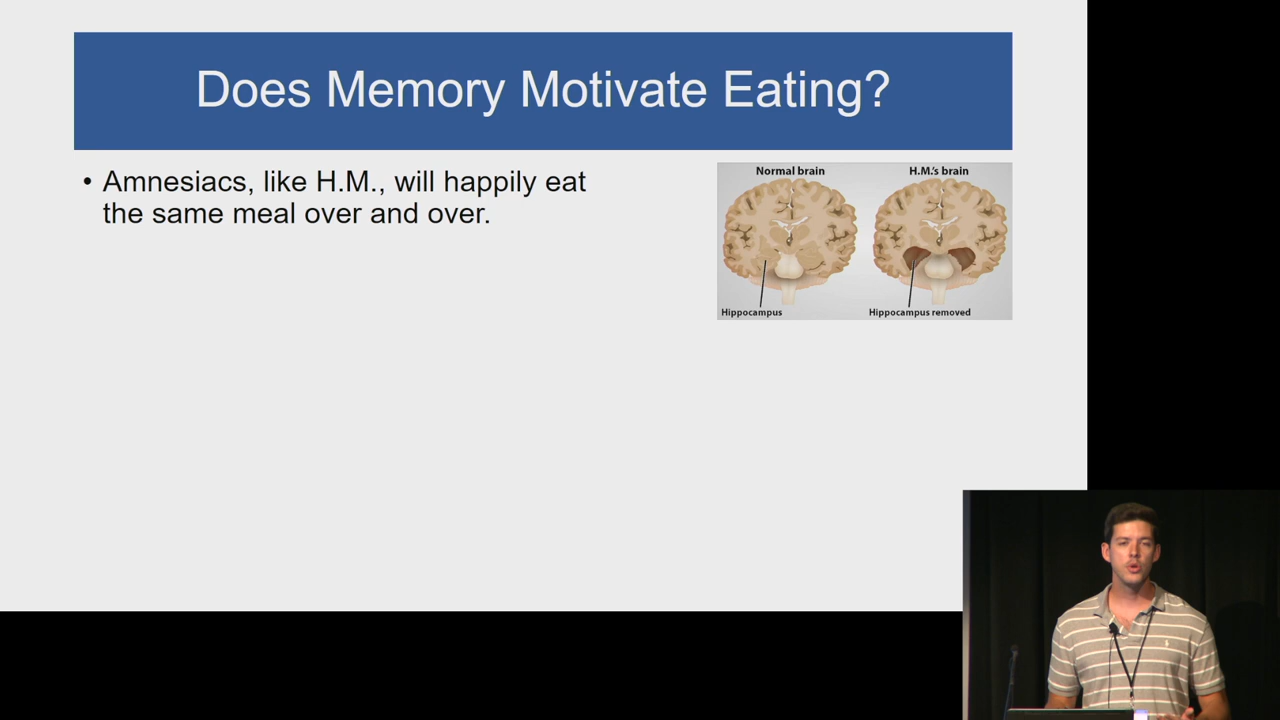 Does Memory Motivate Eating?
• Amnesiacs, like H.M., will happily eat
the same meal over and over.
Normal brain
H.M.'s brain
Hippocampus
Hippocampus removed